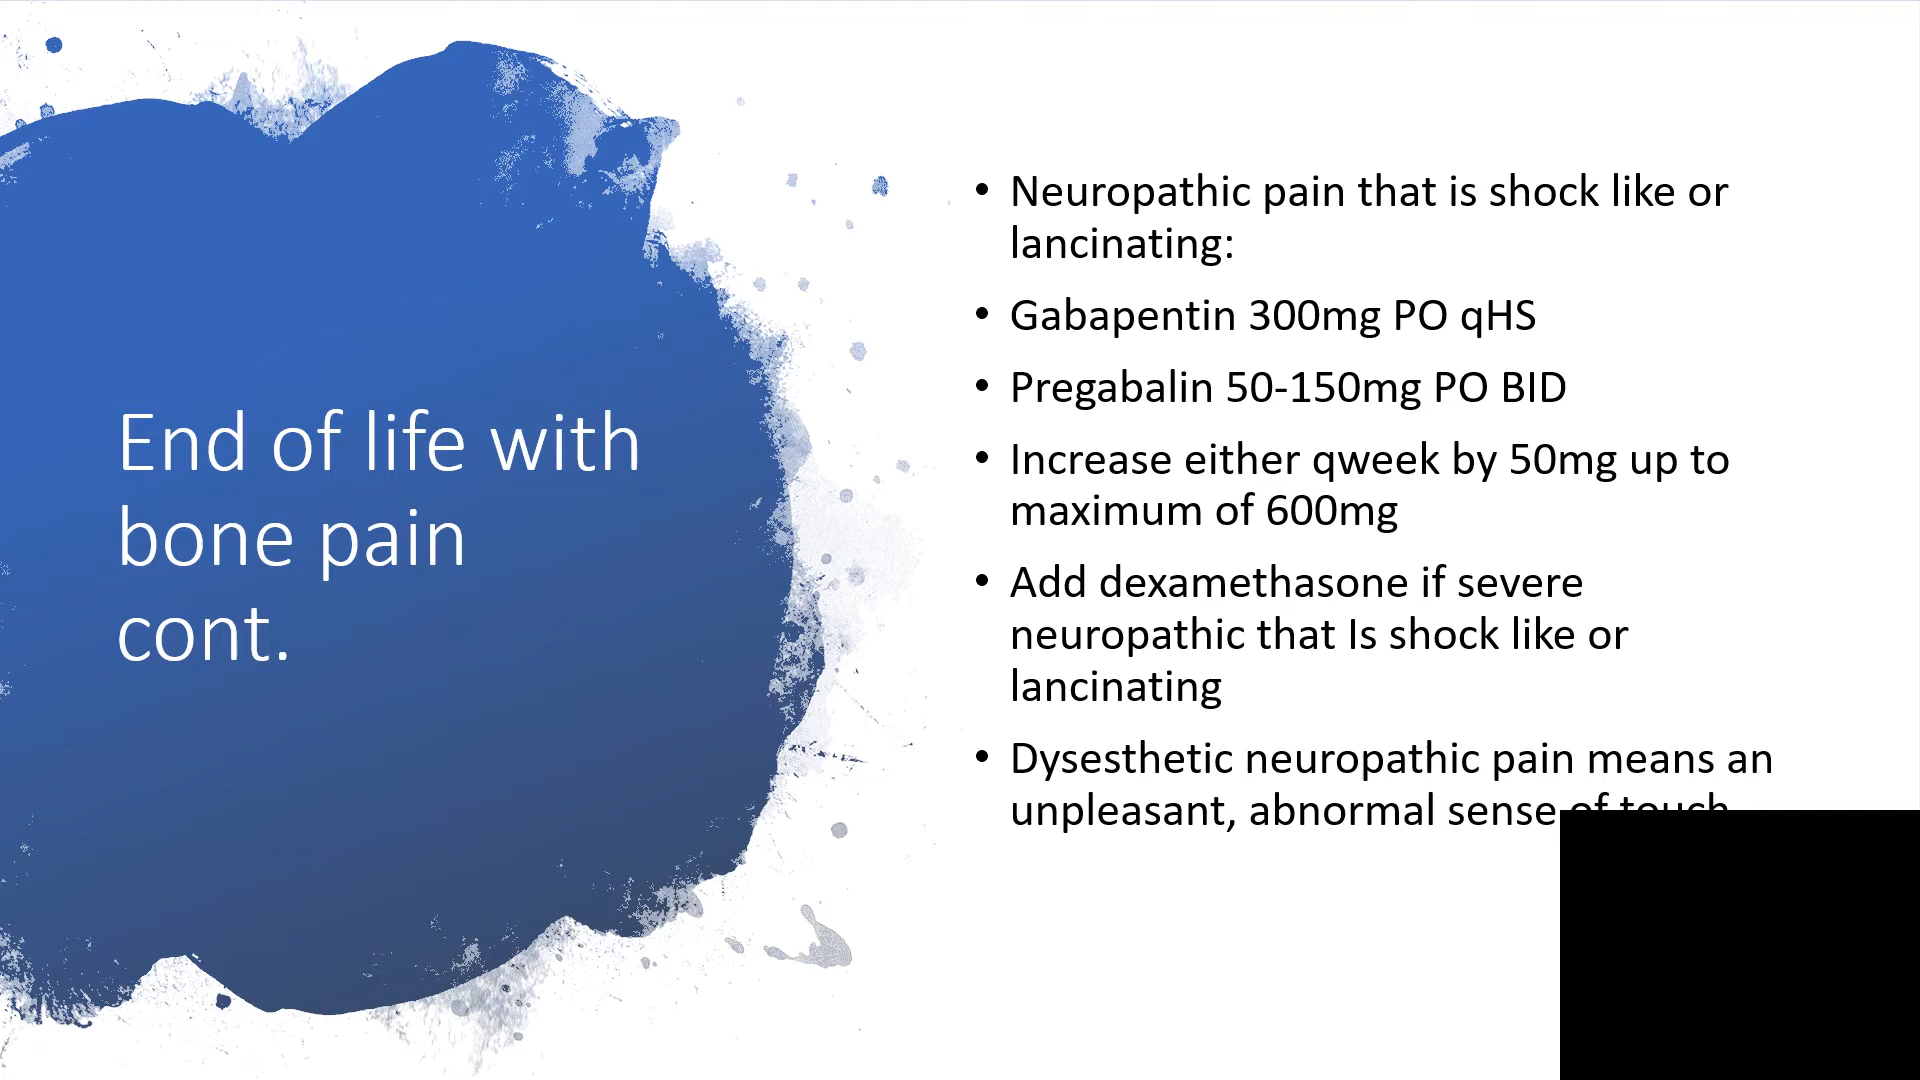 End of life with
bone pain
cont.
• Neuropathic pain that is shock like or
lancinating:
• Gabapentin 300mg PO qHS
• Pregabalin 50-150mg PO BID
• Increase either qweek by 50mg up to
maximum of 600mg
• Add dexamethasone if severe
neuropathic that Is shock like or
lancinating
• Dysesthetic neuropathic pain means an
unpleasant, abnormal sense of touch